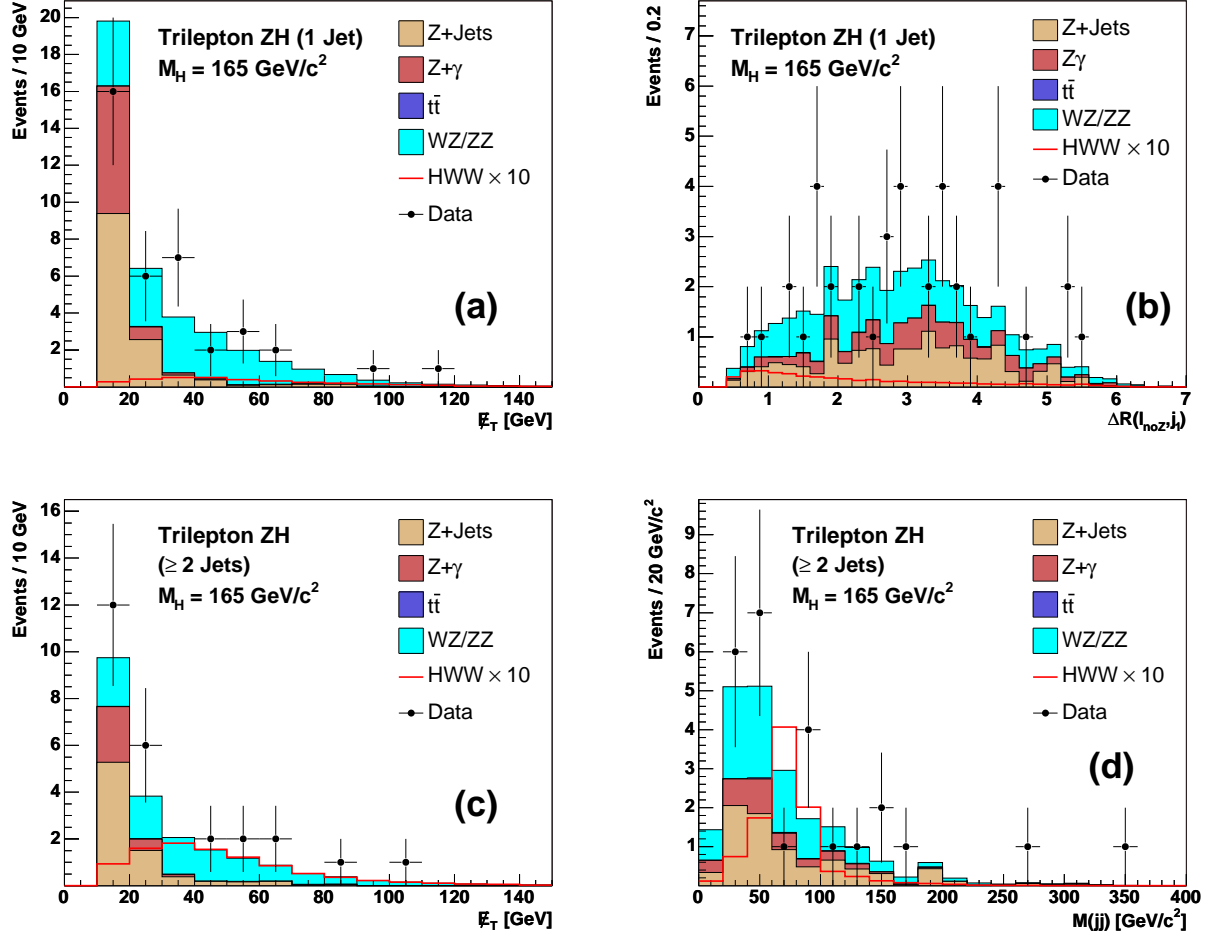 Events / 10 GeV
20
18
16
14
12
10
8
6
4
2
0 20 40 60 80 100 120 140
E̸_T [GeV]
Trilepton ZH (1 Jet)
M_H = 165 GeV/c²
Z+Jets
Z+γ
tt̄
WZ/ZZ
HWW × 10
Data
(a)
Events / 0.2
7
6
5
4
3
2
1
0 1 2 3 4 5 6 7
ΔR(l_noZ,j_1)
Trilepton ZH (1 Jet)
M_H = 165 GeV/c²
Z+Jets
Zγ
tt̄
WZ/ZZ
HWW × 10
Data
(b)
Events / 10 GeV
16
14
12
10
8
6
4
2
0 20 40 60 80 100 120 140
E̸_T [GeV]
Trilepton ZH
(≥ 2 Jets)
M_H = 165 GeV/c²
Z+Jets
Z+γ
tt̄
WZ/ZZ
HWW × 10
Data
(c)
Events / 20 GeV/c²
9
8
7
6
5
4
3
2
1
0 50 100 150 200 250 300 350 400
M(jj) [GeV/c²]
Trilepton ZH
(≥ 2 Jets)
M_H = 165 GeV/c²
Z+Jets
Z+γ
tt̄
WZ/ZZ
HWW × 10
Data
(d)